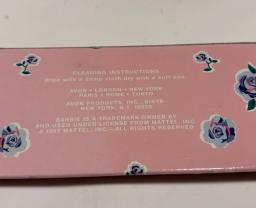 CLEANING INSTRUCTIONS
Wipe with a damp cloth dry with a soft one.
AVON • LONDON • NEW YORK
PARIS • ROME • TOKYO
AVON PRODUCTS, INC., DISTR.
NEW YORK, N.Y. 10020
BARBIE IS A TRADEMARK OWNED BY
AND USED UNDER LICENSE FROM MATTEL, INC.
© 1997 MATTEL, INC. ALL RIGHTS RESERVED